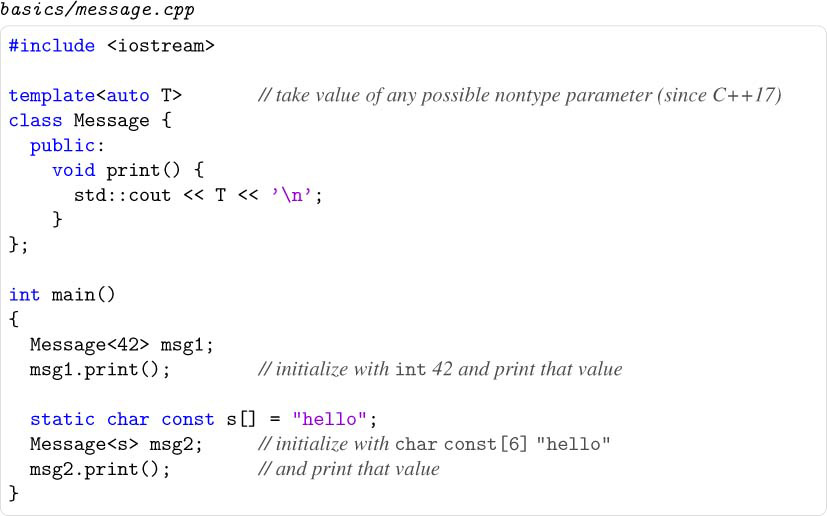 basics/message.cpp
#include <iostream>
template<auto T> // take value of any possible nontype parameter (since C++17)
class Message {
public:
void print() {
std::cout << T << ’\n’;
}
};
int main()
{
Message<42> msg1;
msg1.print(); // initialize with int 42 and print that value
static char const s[] = "hello";
Message<s> msg2; // initialize with char const[6] "hello"
msg2.print(); // and print that value
}